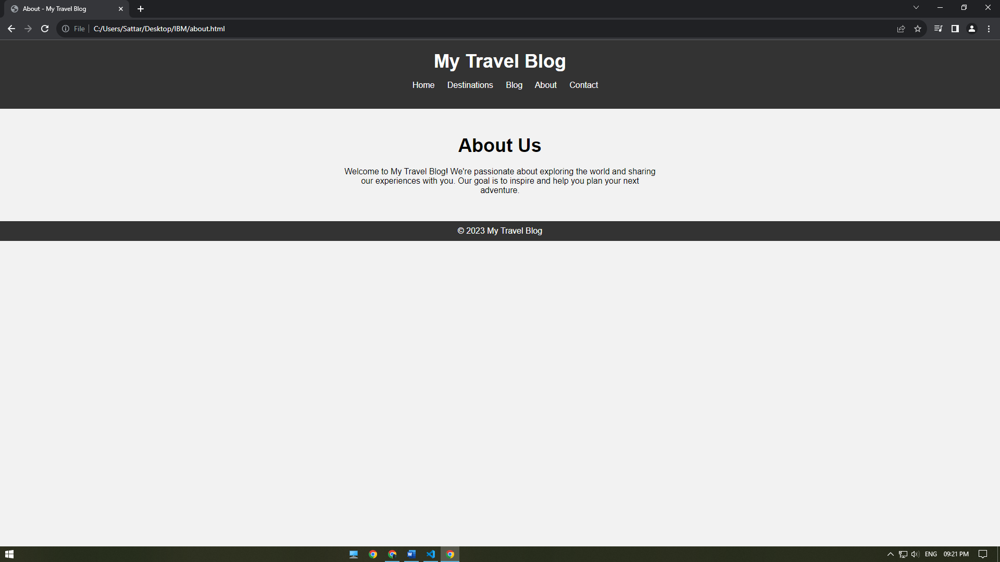 About - My Travel Blog
File C:/Users/Sattar/Desktop/IBM/about.html
My Travel Blog
Home Destinations Blog About Contact
About Us
Welcome to My Travel Blog! We're passionate about exploring the world and sharing
our experiences with you. Our goal is to inspire and help you plan your next
adventure.
© 2023 My Travel Blog
ENG 09:21 PM